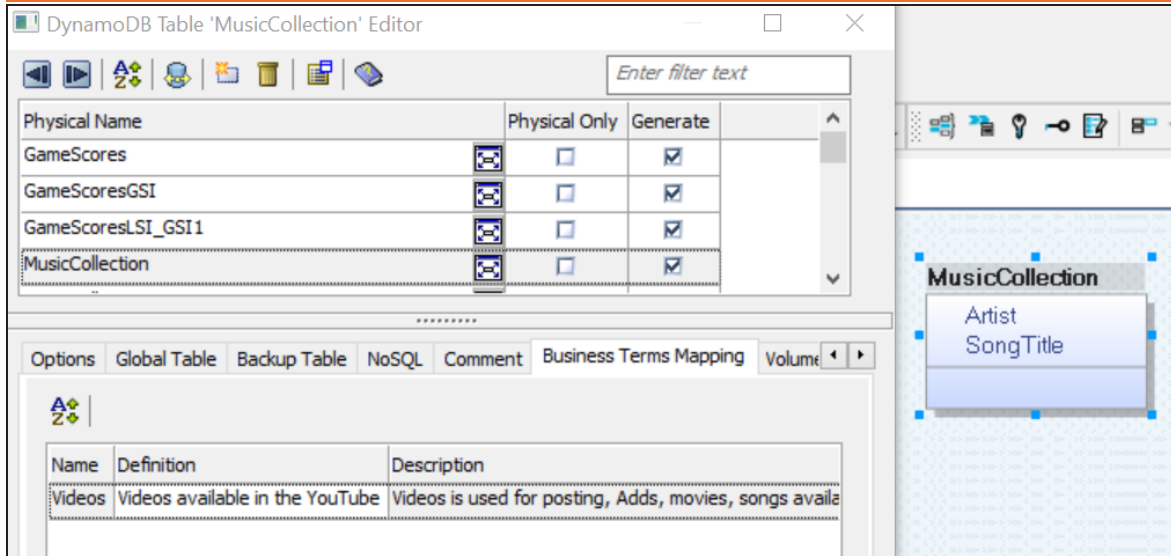 DynamoDB Table 'MusicCollection' Editor
Enter filter text
Physical Name Physical Only Generate
GameScores
GameScoresGSI
GameScoresLSI_GSI1
MusicCollection
MusicCollection
Artist
SongTitle
Options Global Table Backup Table NoSQL Comment Business Terms Mapping Volume
Name Definition Description
Videos Videos available in the YouTube Videos is used for posting, Adds, movies, songs availa